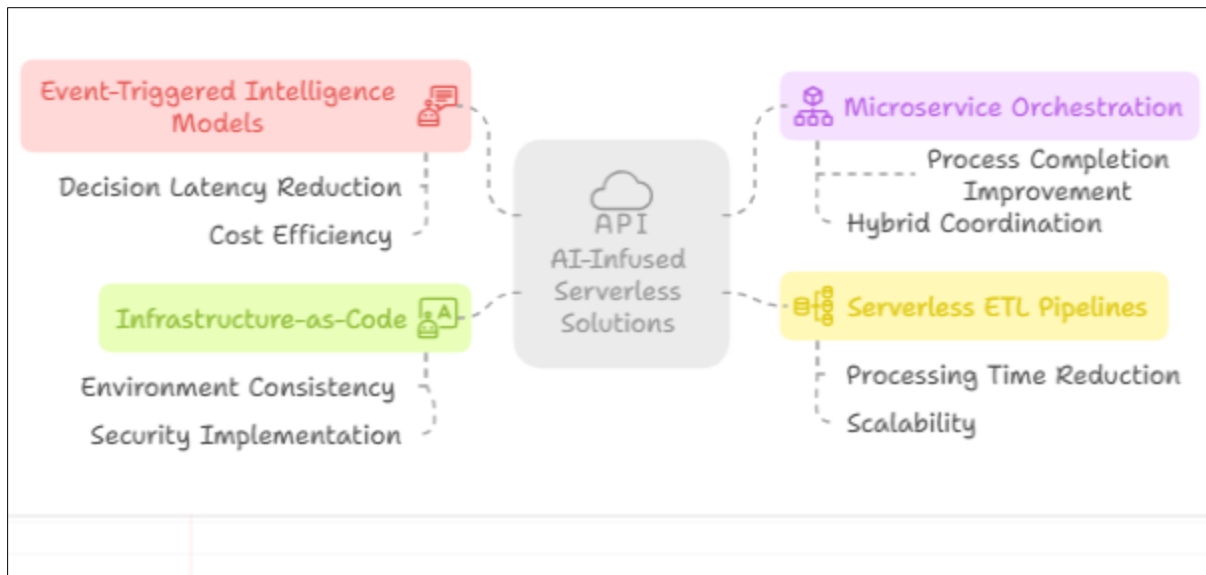 Event-Triggered Intelligence
Models
Decision Latency Reduction
Cost Efficiency
Infrastructure-as-Code
A
Environment Consistency
Security Implementation
API
AI-Infused
Serverless
Solutions
Microservice Orchestration
Process Completion
Improvement
Hybrid Coordination
Serverless ETL Pipelines
Processing Time Reduction
Scalability